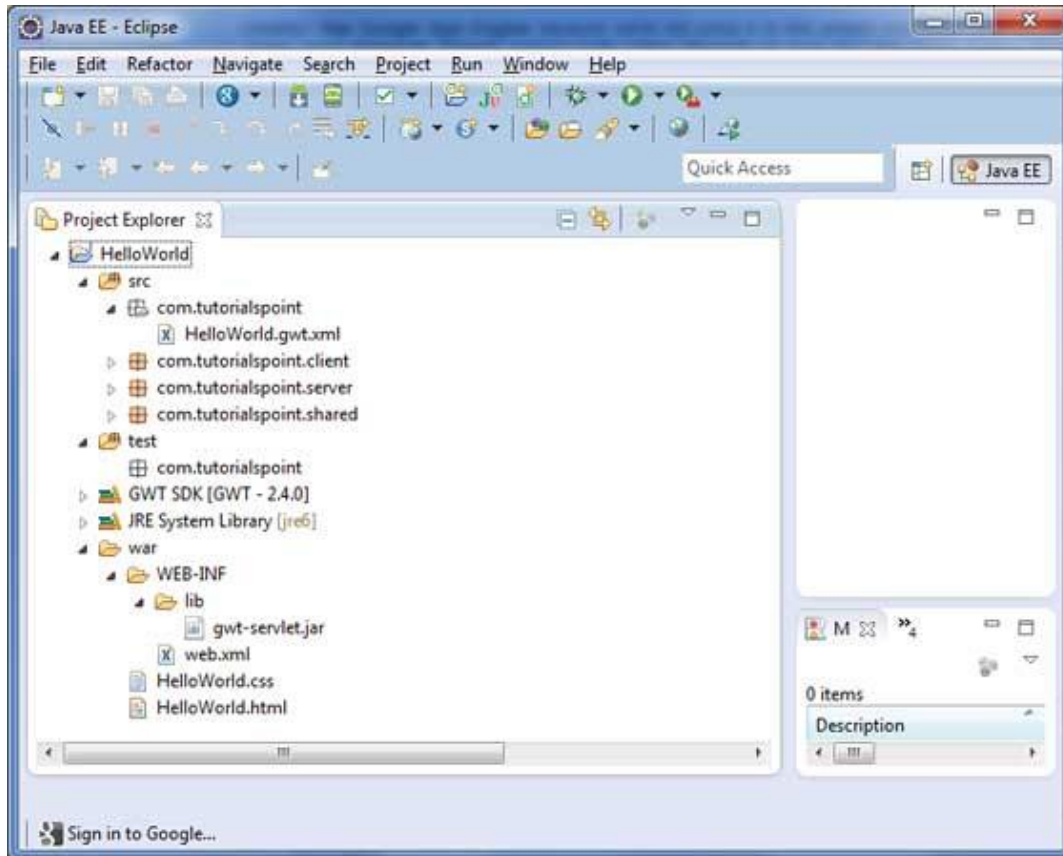 Java EE - Eclipse
File Edit Refactor Navigate Search Project Run Window Help
Quick Access
Java EE
Project Explorer
HelloWorld
src
com.tutorialspoint
HelloWorld.gwt.xml
com.tutorialspoint.client
com.tutorialspoint.server
com.tutorialspoint.shared
test
com.tutorialspoint
GWT SDK [GWT - 2.4.0]
JRE System Library [jre6]
war
WEB-INF
lib
gwt-servlet.jar
web.xml
HelloWorld.css
HelloWorld.html
M »4
0 items
Description
Sign in to Google...